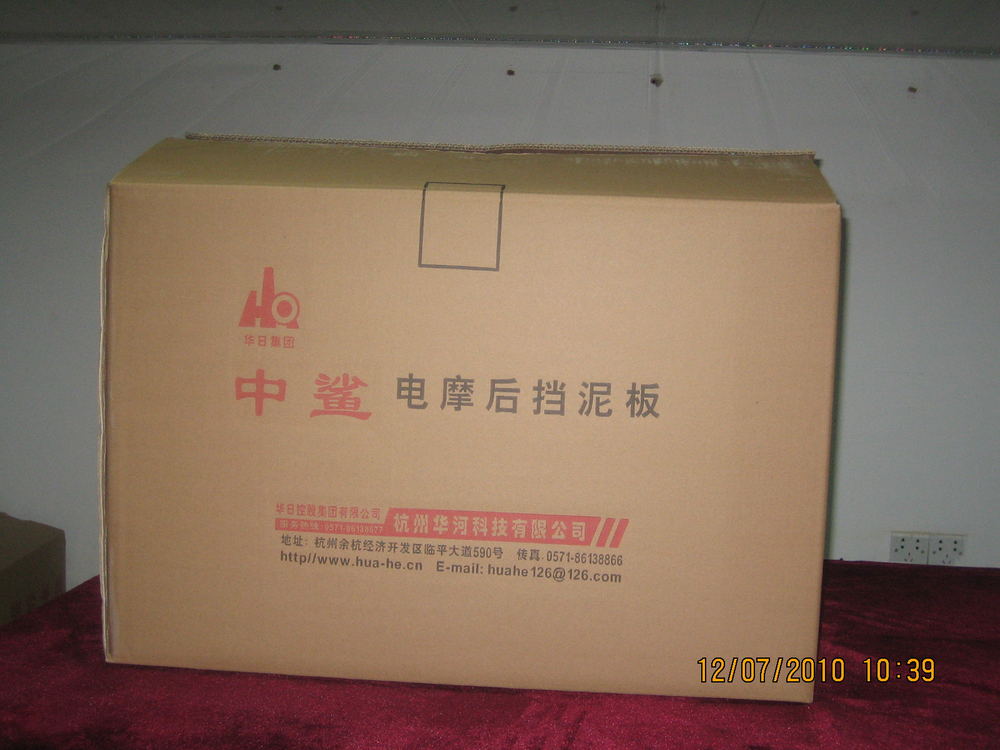 华日集团
中鲨 电摩后挡泥板
华日控股集团有限公司
服务热线:0571-86138877
杭州华河科技有限公司
地址: 杭州余杭经济开发区临平大道590号 传真.0571-86138866
http//www.hua-he.cn E-mail: huahe126@126.com
12/07/2010 10:39